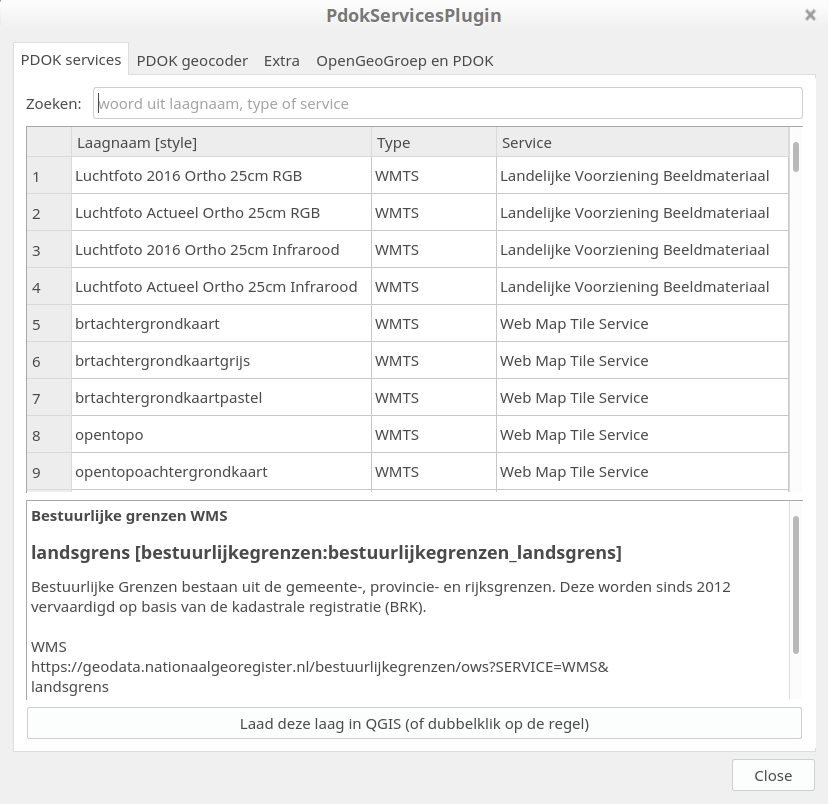 PdokServicesPlugin
PDOK services PDOK geocoder Extra OpenGeoGroep en PDOK
Zoeken: woord uit laagnaam, type of service
Laagnaam [style] Type Service
1 Luchtfoto 2016 Ortho 25cm RGB WMTS Landelijke Voorziening Beeldmateriaal
2 Luchtfoto Actueel Ortho 25cm RGB WMTS Landelijke Voorziening Beeldmateriaal
3 Luchtfoto 2016 Ortho 25cm Infrarood WMTS Landelijke Voorziening Beeldmateriaal
4 Luchtfoto Actueel Ortho 25cm Infrarood WMTS Landelijke Voorziening Beeldmateriaal
5 brtachtergrondkaart WMTS Web Map Tile Service
6 brtachtergrondkaartgrijs WMTS Web Map Tile Service
7 brtachtergrondkaartpastel WMTS Web Map Tile Service
8 opentopo WMTS Web Map Tile Service
9 opentopoachtergrondkaart WMTS Web Map Tile Service
Bestuurlijke grenzen WMS
landsgrens [bestuurlijkegrenzen:bestuurlijkegrenzen_landsgrens]
Bestuurlijke Grenzen bestaan uit de gemeente-, provincie- en rijksgrenzen. Deze worden sinds 2012
vervaardigd op basis van de kadastrale registratie (BRK).
WMS
https://geodata.nationaalgeoregister.nl/bestuurlijkegrenzen/ows?SERVICE=WMS&
landsgrens
Laad deze laag in QGIS (of dubbelklik op de regel)
Close